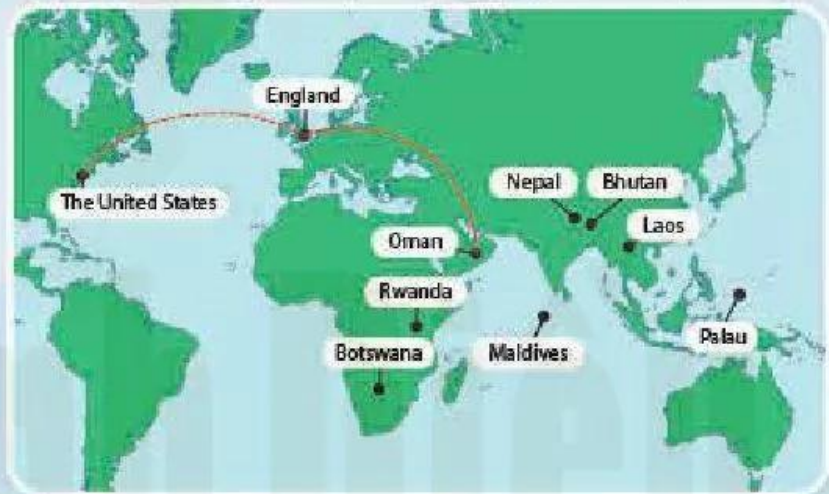 England
Nepal
Bhutan
The United States
Laos
Oman
Rwanda
Palau
Botswana
Maldives